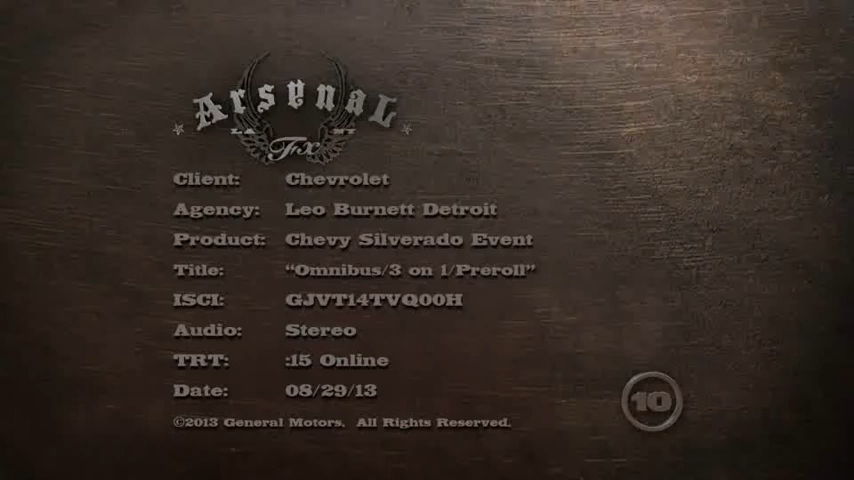 Arsenal
LA NY
Fx
Client: Chevrolet
Agency: Leo Burnett Detroit
Product: Chevy Silverado Event
Title: “Omnibus/3 on 1/Preroll”
ISCI: GJVT14TVQ00H
Audio: Stereo
TRT: :15 Online
Date: 08/29/13
©2013 General Motors. All Rights Reserved.
10